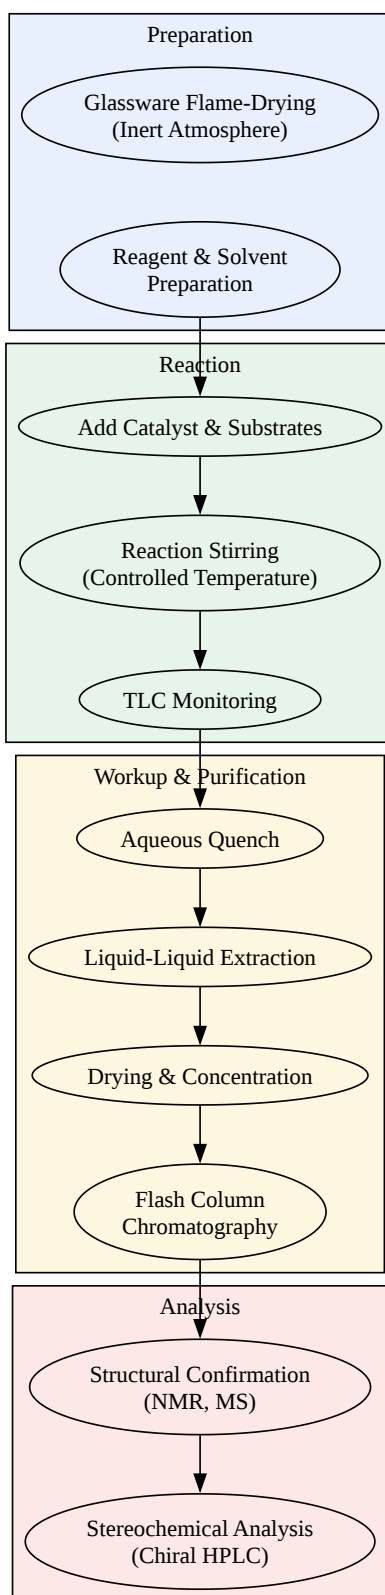 Preparation
Glassware Flame-Drying
(Inert Atmosphere)
Reagent & Solvent
Preparation
Reaction
Add Catalyst & Substrates
Reaction Stirring
(Controlled Temperature)
TLC Monitoring
Workup & Purification
Aqueous Quench
Liquid-Liquid Extraction
Drying & Concentration
Flash Column
Chromatography
Analysis
Structural Confirmation
(NMR, MS)
Stereochemical Analysis
(Chiral HPLC)